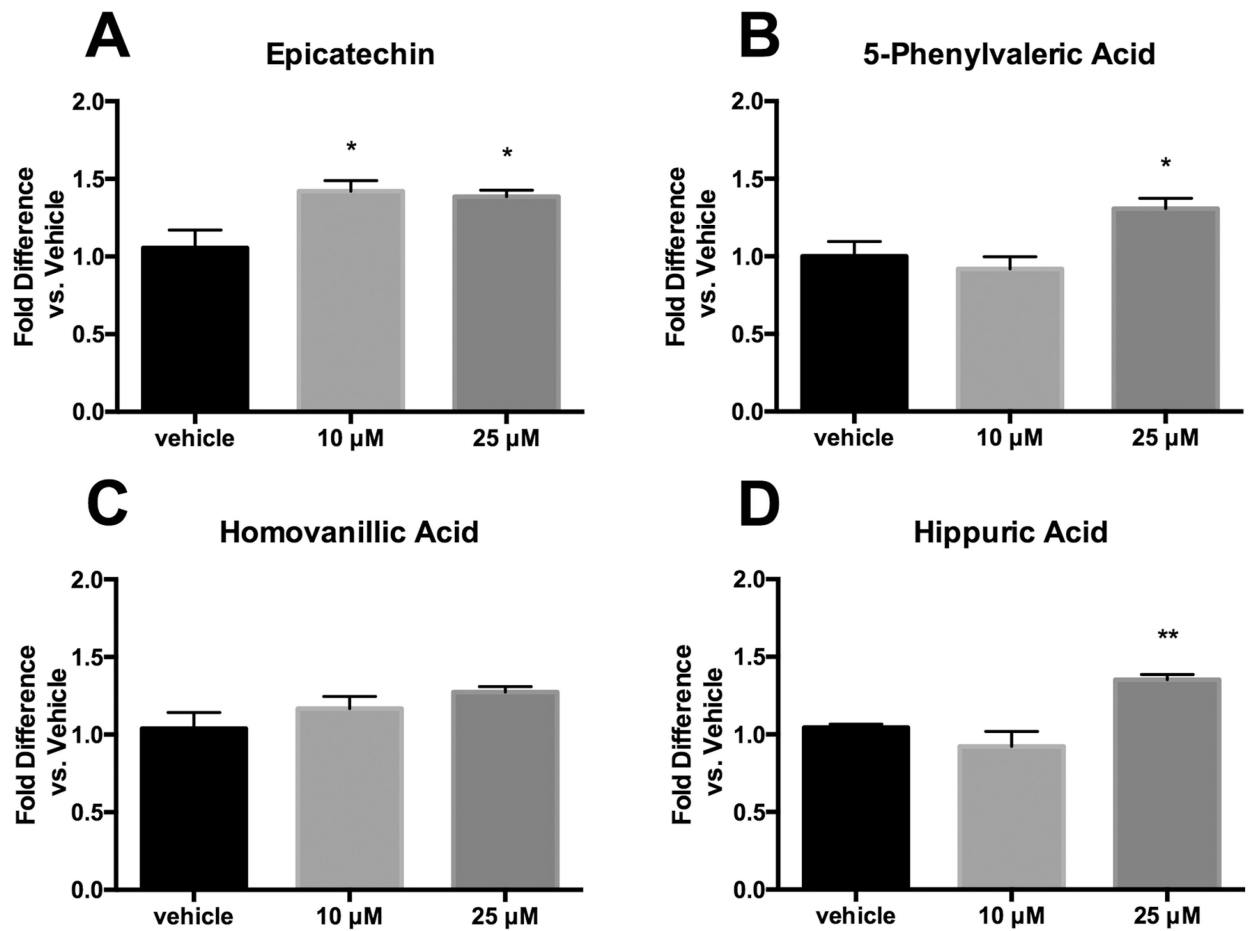 A
Epicatechin
Fold Difference
vs. Vehicle
2.0
1.5
1.0
0.5
0.0
*
*
vehicle
10 µM
25 µM
B
5-Phenylvaleric Acid
Fold Difference
vs. Vehicle
2.0
1.5
1.0
0.5
0.0
*
vehicle
10 µM
25 µM
C
Homovanillic Acid
Fold Difference
vs. Vehicle
2.0
1.5
1.0
0.5
0.0
vehicle
10 µM
25 µM
D
Hippuric Acid
Fold Difference
vs. Vehicle
2.0
1.5
1.0
0.5
0.0
**
vehicle
10 µM
25 µM